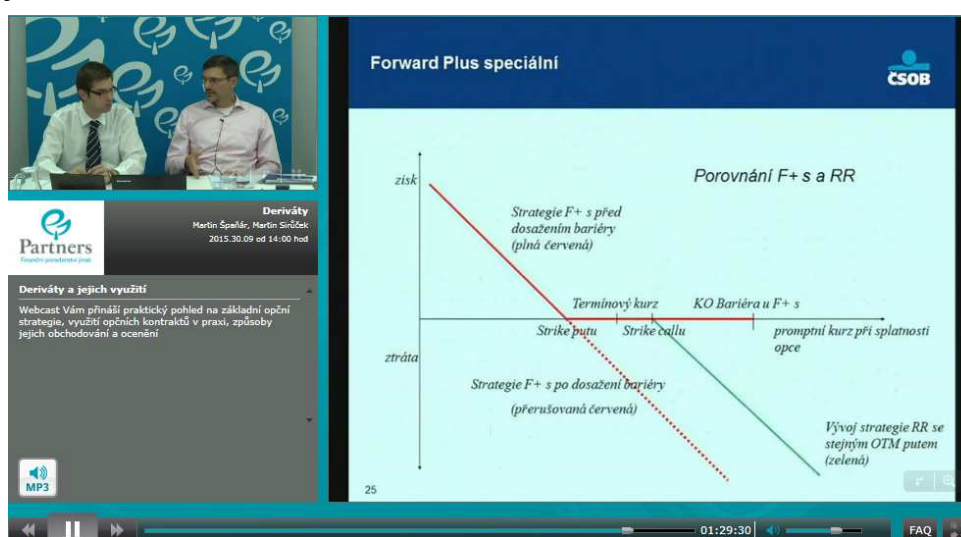 Forward Plus speciální
ČSOB
Porovnání F+ s a RR
zisk
Strategie F+ s před
dosažením bariéry
(plná červená)
Termínový kurz
KO Bariéra u F+ s
Strike putu
Strike callu
promptní kurz při splatnosti
opce
ztráta
Strategie F+ s po dosažení bariéry
(přerušovaná červená)
Vývoj strategie RR se
stejným OTM putem
(zelená)
25
Partners
Finanční poradenství jinak
Deriváty
Martin Špaňár, Martin Sirůček
2015.30.09 od 14:00 hod
Deriváty a jejich využití
Webcast Vám přináší praktický pohled na základní opční
strategie, využití opčních kontraktů v praxi, způsoby
jejich obchodování a ocenění
MP3
01:29:30
FAQ